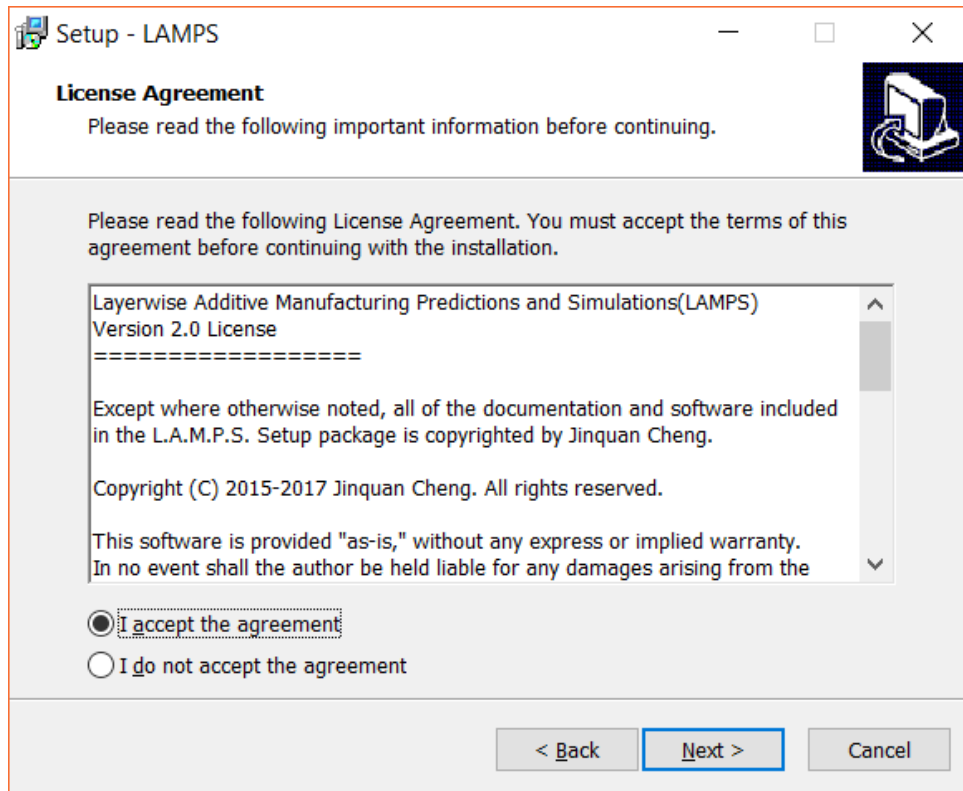 Setup - LAMPS
License Agreement
Please read the following important information before continuing.
Please read the following License Agreement. You must accept the terms of this
agreement before continuing with the installation.
Layerwise Additive Manufacturing Predictions and Simulations(LAMPS)
Version 2.0 License
===================
Except where otherwise noted, all of the documentation and software included
in the L.A.M.P.S. Setup package is copyrighted by Jinquan Cheng.
Copyright (C) 2015-2017 Jinquan Cheng. All rights reserved.
This software is provided "as-is," without any express or implied warranty.
In no event shall the author be held liable for any damages arising from the
I accept the agreement
I do not accept the agreement
< Back
Next >
Cancel